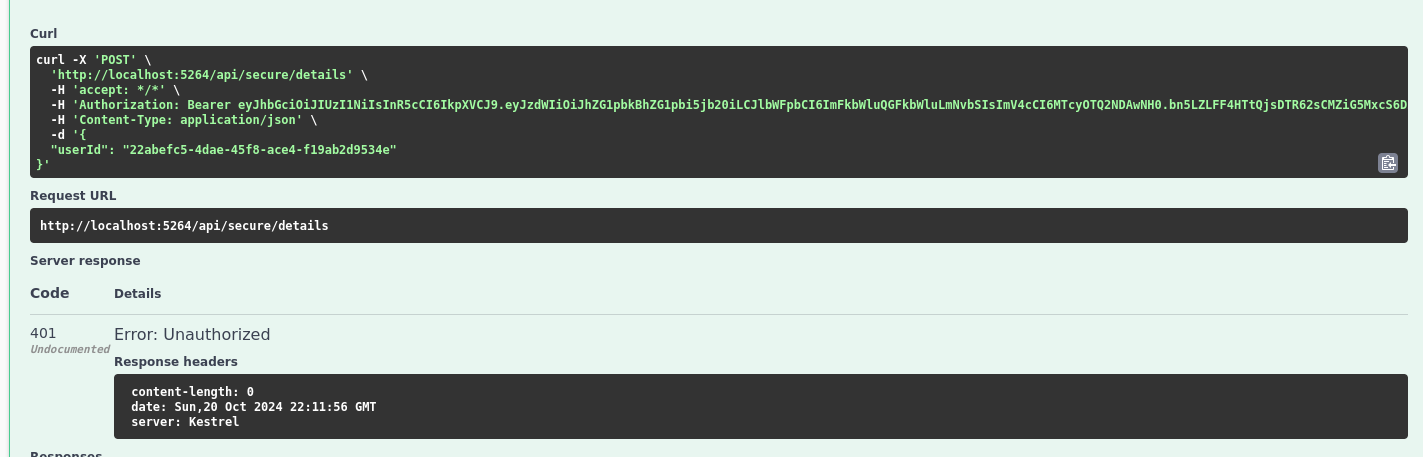 Curl
curl -X 'POST' \
'http://localhost:5264/api/secure/details' \
-H 'accept: */*' \
-H 'Authorization: Bearer eyJhbGciOiJIUzI1NiIsInR5cCI6IkpXVCJ9.eyJzdWIiOiJhZG1pbkBhZG1pbi5jb20iLCJlbWFpbCI6ImFkbWluQGFkbWluLmNvbSIsImV4cCI6MTcyOTQ2NDAwNH0.bn5LZLFF4HTtQjsDTR62sCMZiG5MxcS6D
-H 'Content-Type: application/json' \
-d '{
"userId": "22abefc5-4dae-45f8-ace4-f19ab2d9534e"
}'
Request URL
http://localhost:5264/api/secure/details
Server response
Code Details
401 Error: Unauthorized
Undocumented
Response headers
content-length: 0
date: Sun,20 Oct 2024 22:11:56 GMT
server: Kestrel
Responses